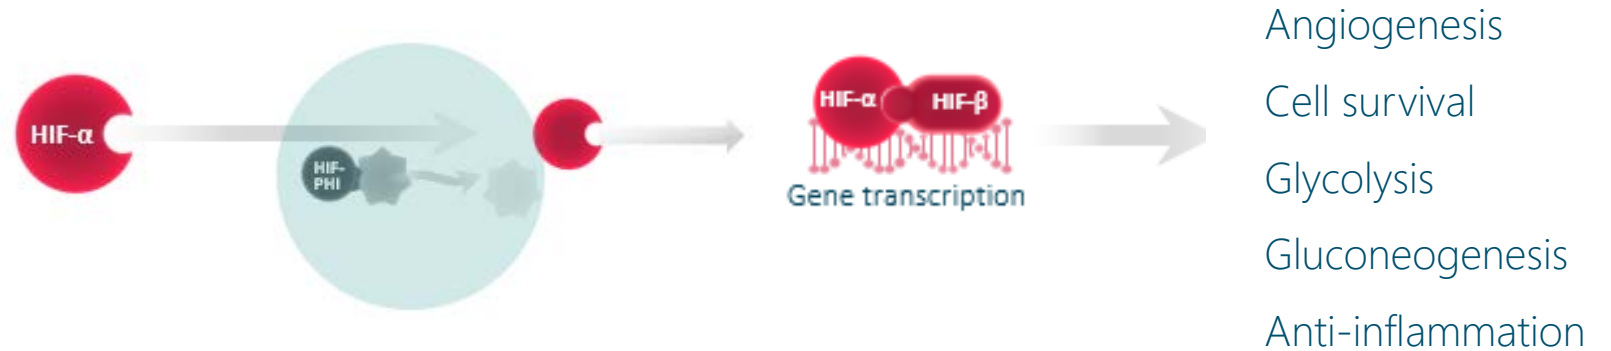 HIF-α
HIF-
PHI
HIF-α
HIF-β
Gene transcription
Angiogenesis
Cell survival
Glycolysis
Gluconeogenesis
Anti-inflammation